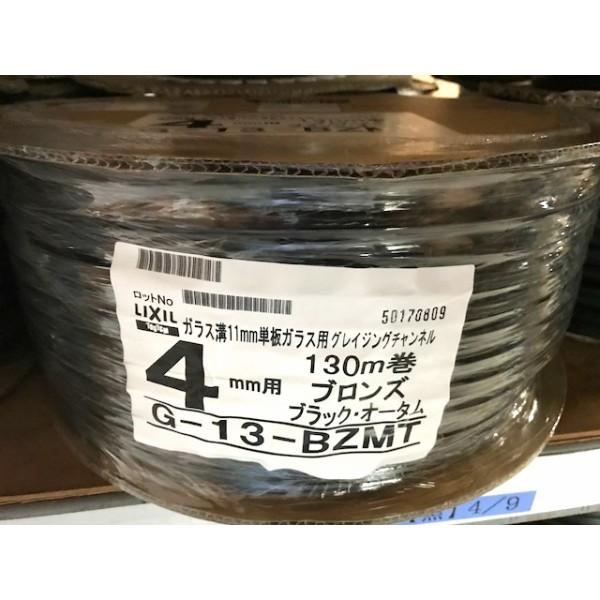 ロットNo
LIXIL
50170809
ガラス溝11mm単板ガラス用グレイジングチャンネル
4mm用
130m巻
ブロンズ
ブラック・オータム
G-13-BZMT
4/9